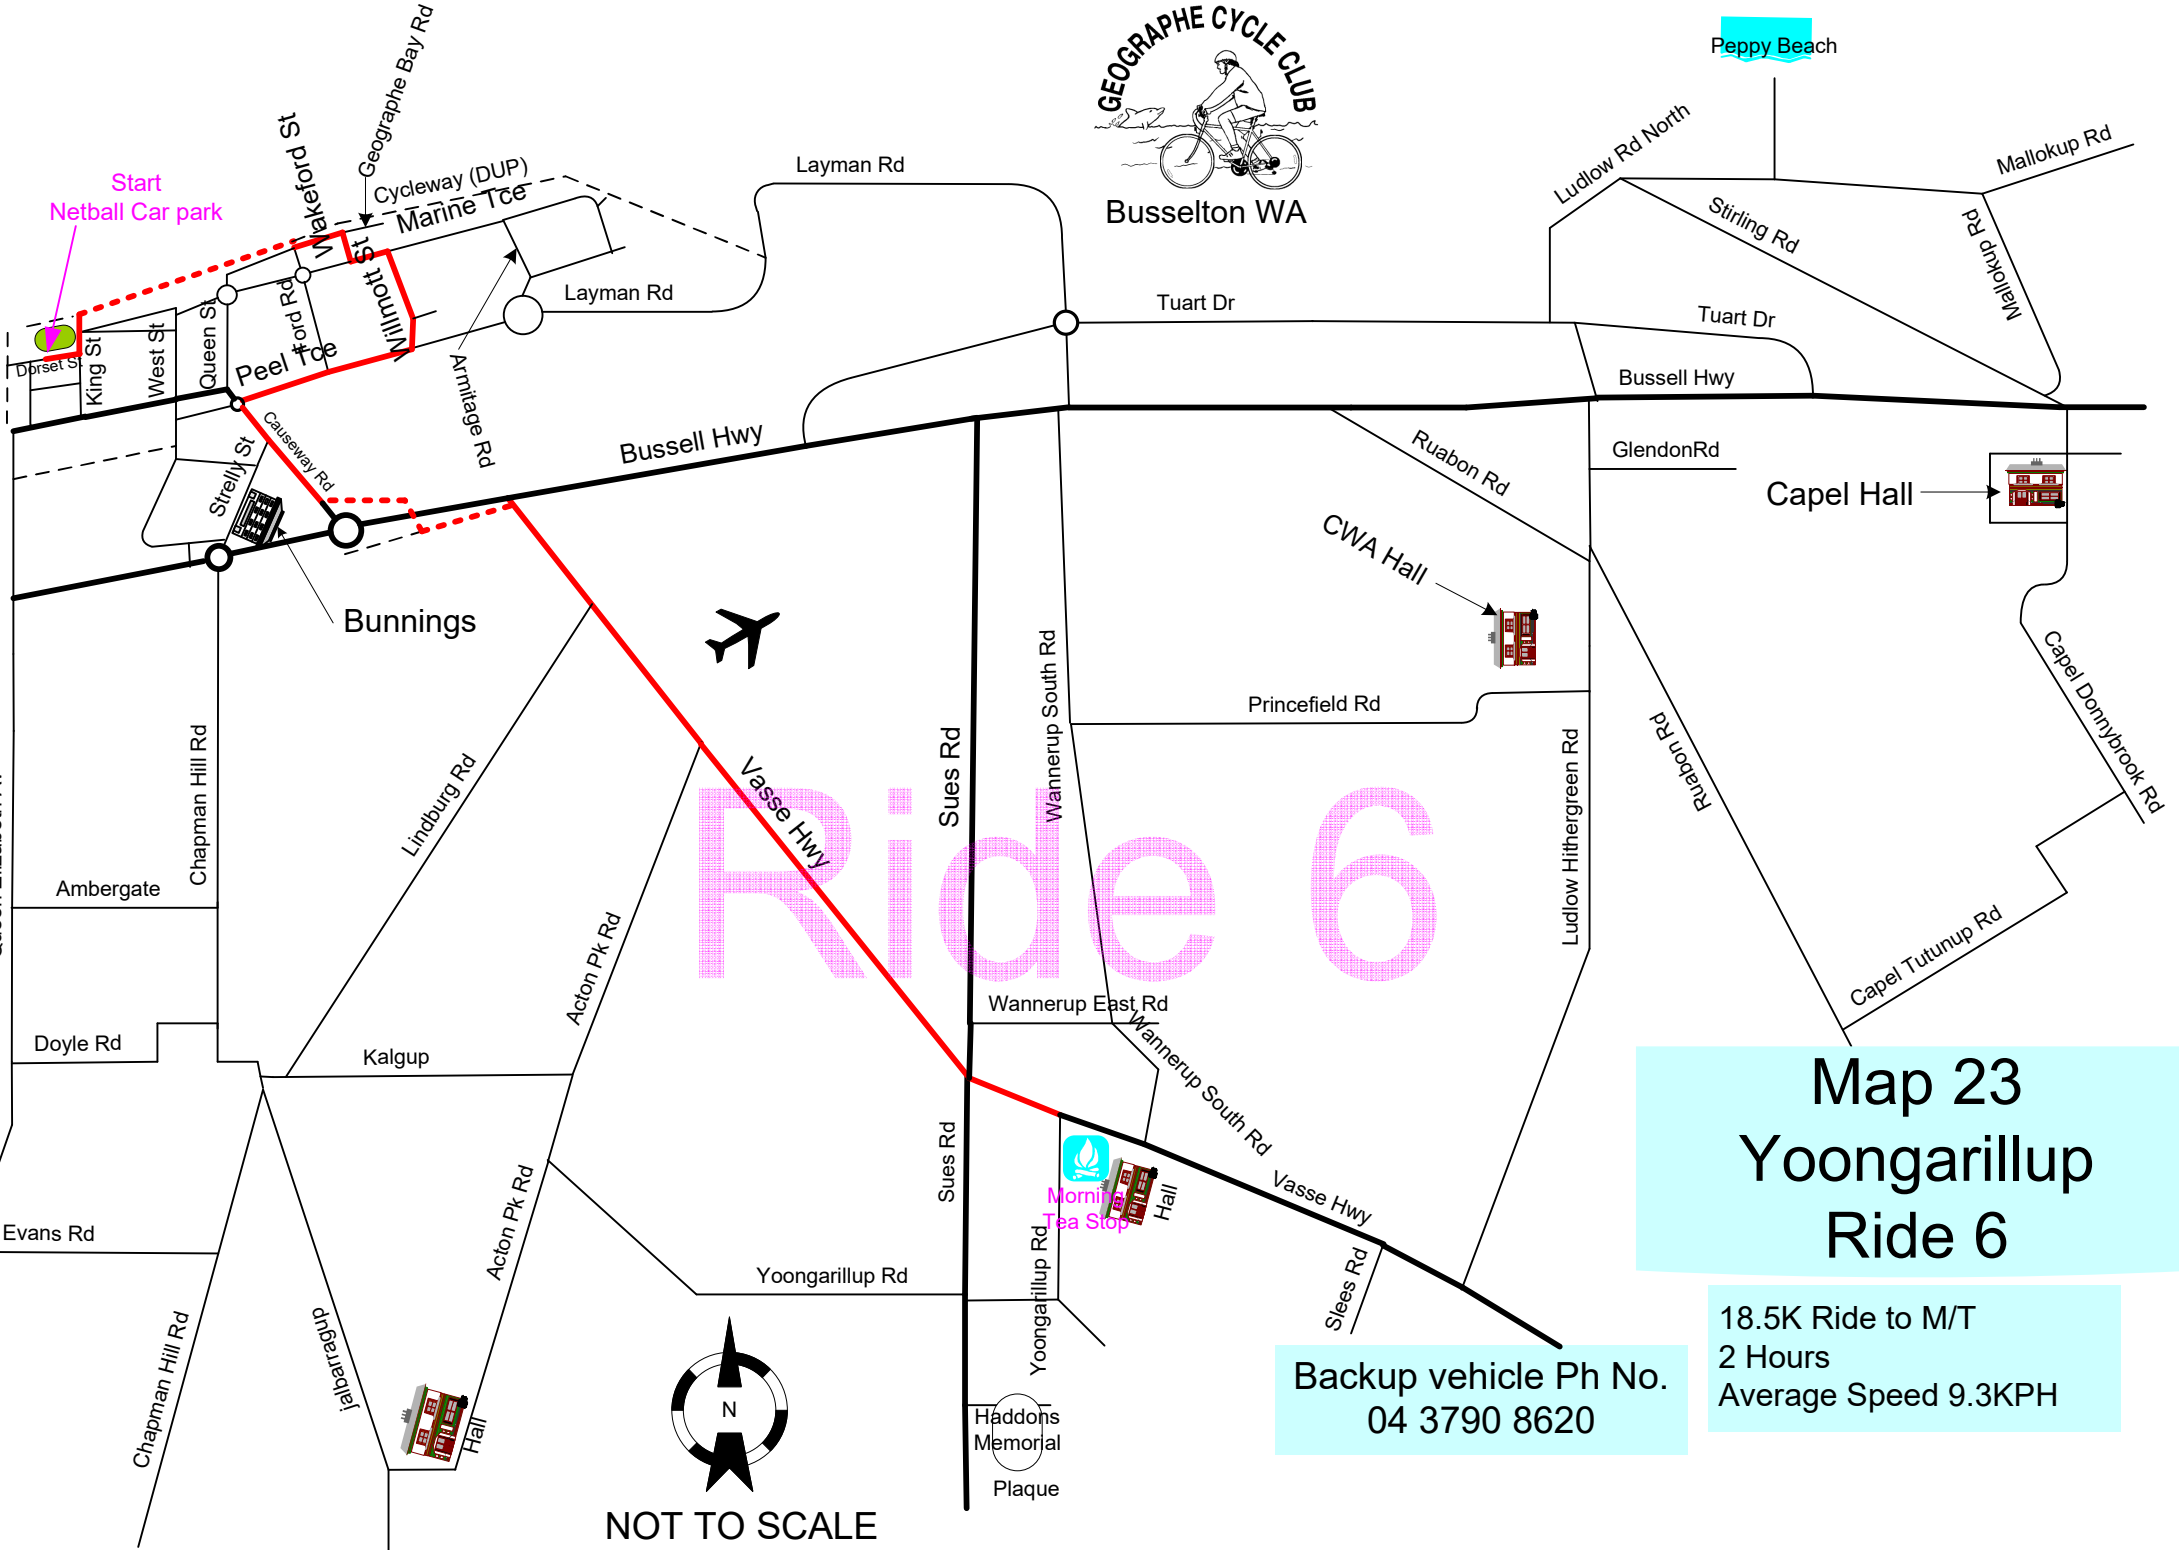 GEOGRAPHE CYCLE CLUB
Busselton WA
Peppy Beach
Geographe Bay Rd
Wakeford St
Cycleway (DUP)
Marine Tce
Start
Netball Car park
Layman Rd
Layman Rd
Ludlow Rd North
Mallokup Rd
Mallokup Rd
Stirling Rd
Tuart Dr
Tuart Dr
Bussell Hwy
Willmott St
Ford Rd
Queen St
West St
King St
Dorset St
Peel Tce
Causeway Rd
Strelly St
Armitage Rd
Bussell Hwy
Ruabon Rd
GlendonRd
Capel Hall
CWA Hall
Bunnings
Capel Donnybrook Rd
Princefield Rd
Wannerup South Rd
Sues Rd
Vasse Hwy
Ride 6
Lindburg Rd
Chapman Hill Rd
Ludlow Hithergreen Rd
Ruabon Rd
Ambergate
Acton Pk Rd
Capel Tutunup Rd
Wannerup East Rd
Wannerup South Rd
Doyle Rd
Kalgup
Map 23
Yoongarillup
Ride 6
Sues Rd
Morning
Tea Stop
Hall
Vasse Hwy
Acton Pk Rd
Evans Rd
Yoongarillup Rd
Yoongarillup Rd
Slees Rd
18.5K Ride to M/T
2 Hours
Average Speed 9.3KPH
Backup vehicle Ph No.
04 3790 8620
Chapman Hill Rd
jalbarragup
Hall
N
Haddons
Memorial
Plaque
NOT TO SCALE